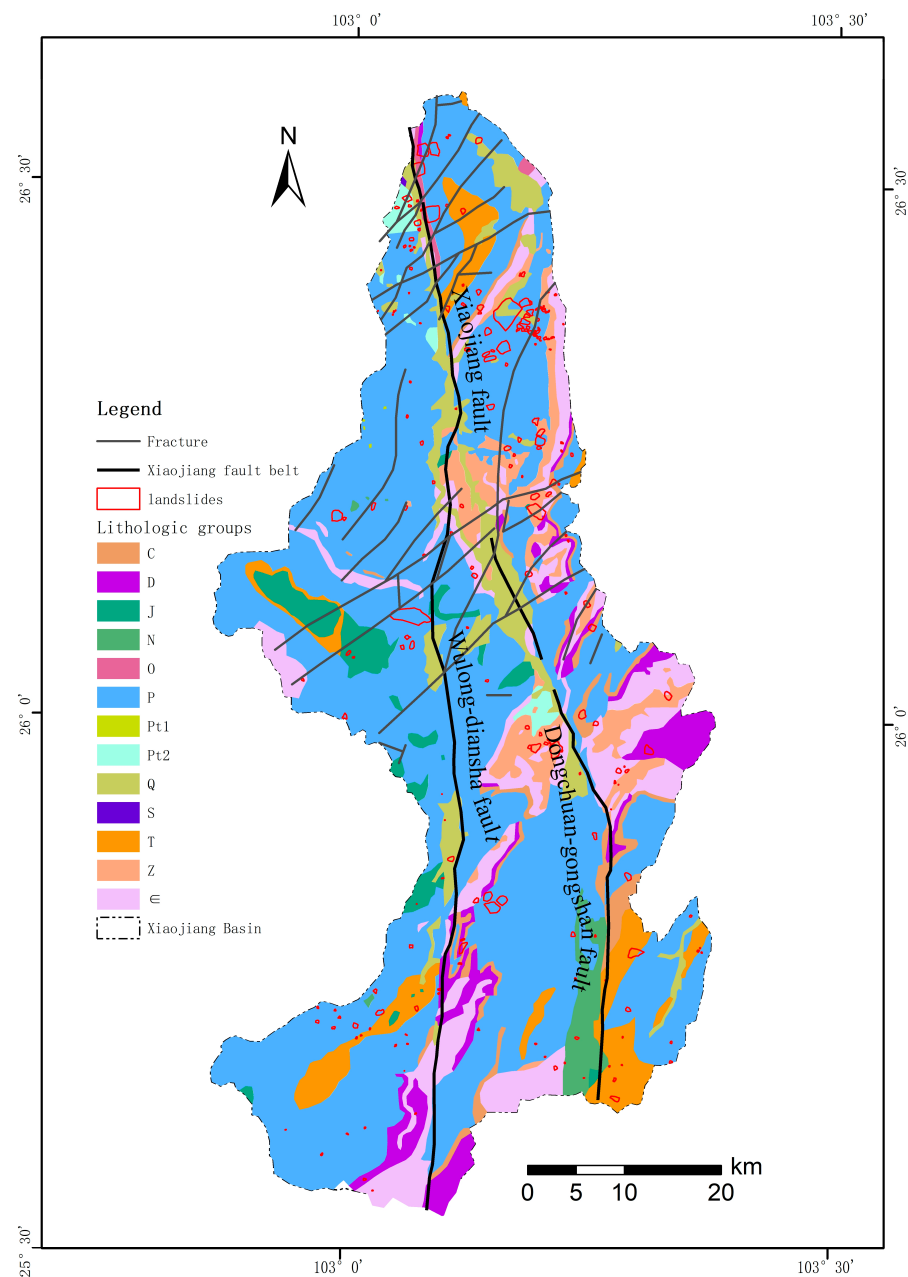 103° 0′
103° 30′
N
26° 30′
26° 30′
Xiaojiang fault
Legend
Fracture
Xiaojiang fault belt
landslides
Lithologic groups
C
D
J
N
O
P
Pt1
Pt2
Q
S
T
Z
∈
Xiaojiang Basin
Wulong-diansha fault
Dongchuan-gongshan fault
26° 0′
26° 0′
km
0 5 10 20
25° 30′
103° 0′
103° 30′